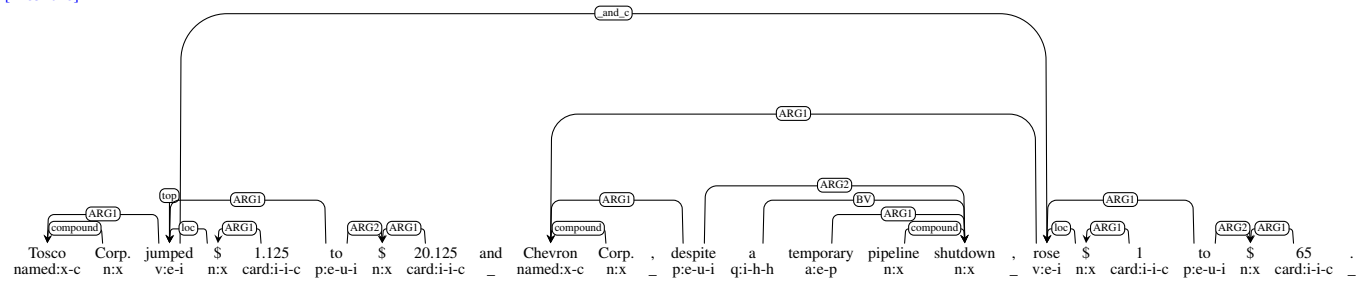 _and_c
ARG1
ARG2
top ARG1 ARG1 BV ARG1
ARG1 ARG1
compound loc ARG1 ARG2 ARG1 compound compound loc ARG1 ARG2 ARG1
Tosco Corp. jumped $ 1.125 to $ 20.125 and Chevron Corp. , despite a temporary pipeline shutdown , rose $ 1 to $ 65 .
named:x-c n:x v:e-i n:x card:i-i-c p:e-u-i n:x card:i-i-c _ named:x-c n:x _ p:e-u-i q:i-h-h a:e-p n:x n:x _ v:e-i n:x card:i-i-c p:e-u-i n:x card:i-i-c _